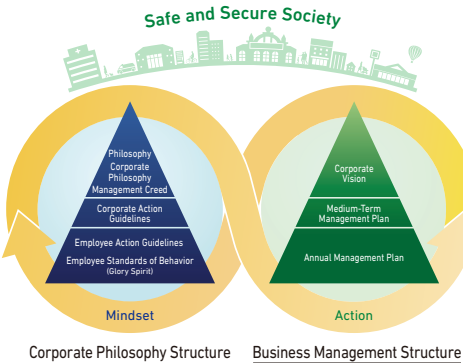 Safe and Secure Society
Philosophy
Corporate
Philosophy
Management Creed
Corporate Action
Guidelines
Employee Action Guidelines
Employee Standards of Behavior
(Glory Spirit)
Mindset
Corporate
Vision
Medium-Term
Management Plan
Annual Management Plan
Action
Corporate Philosophy Structure
Business Management Structure